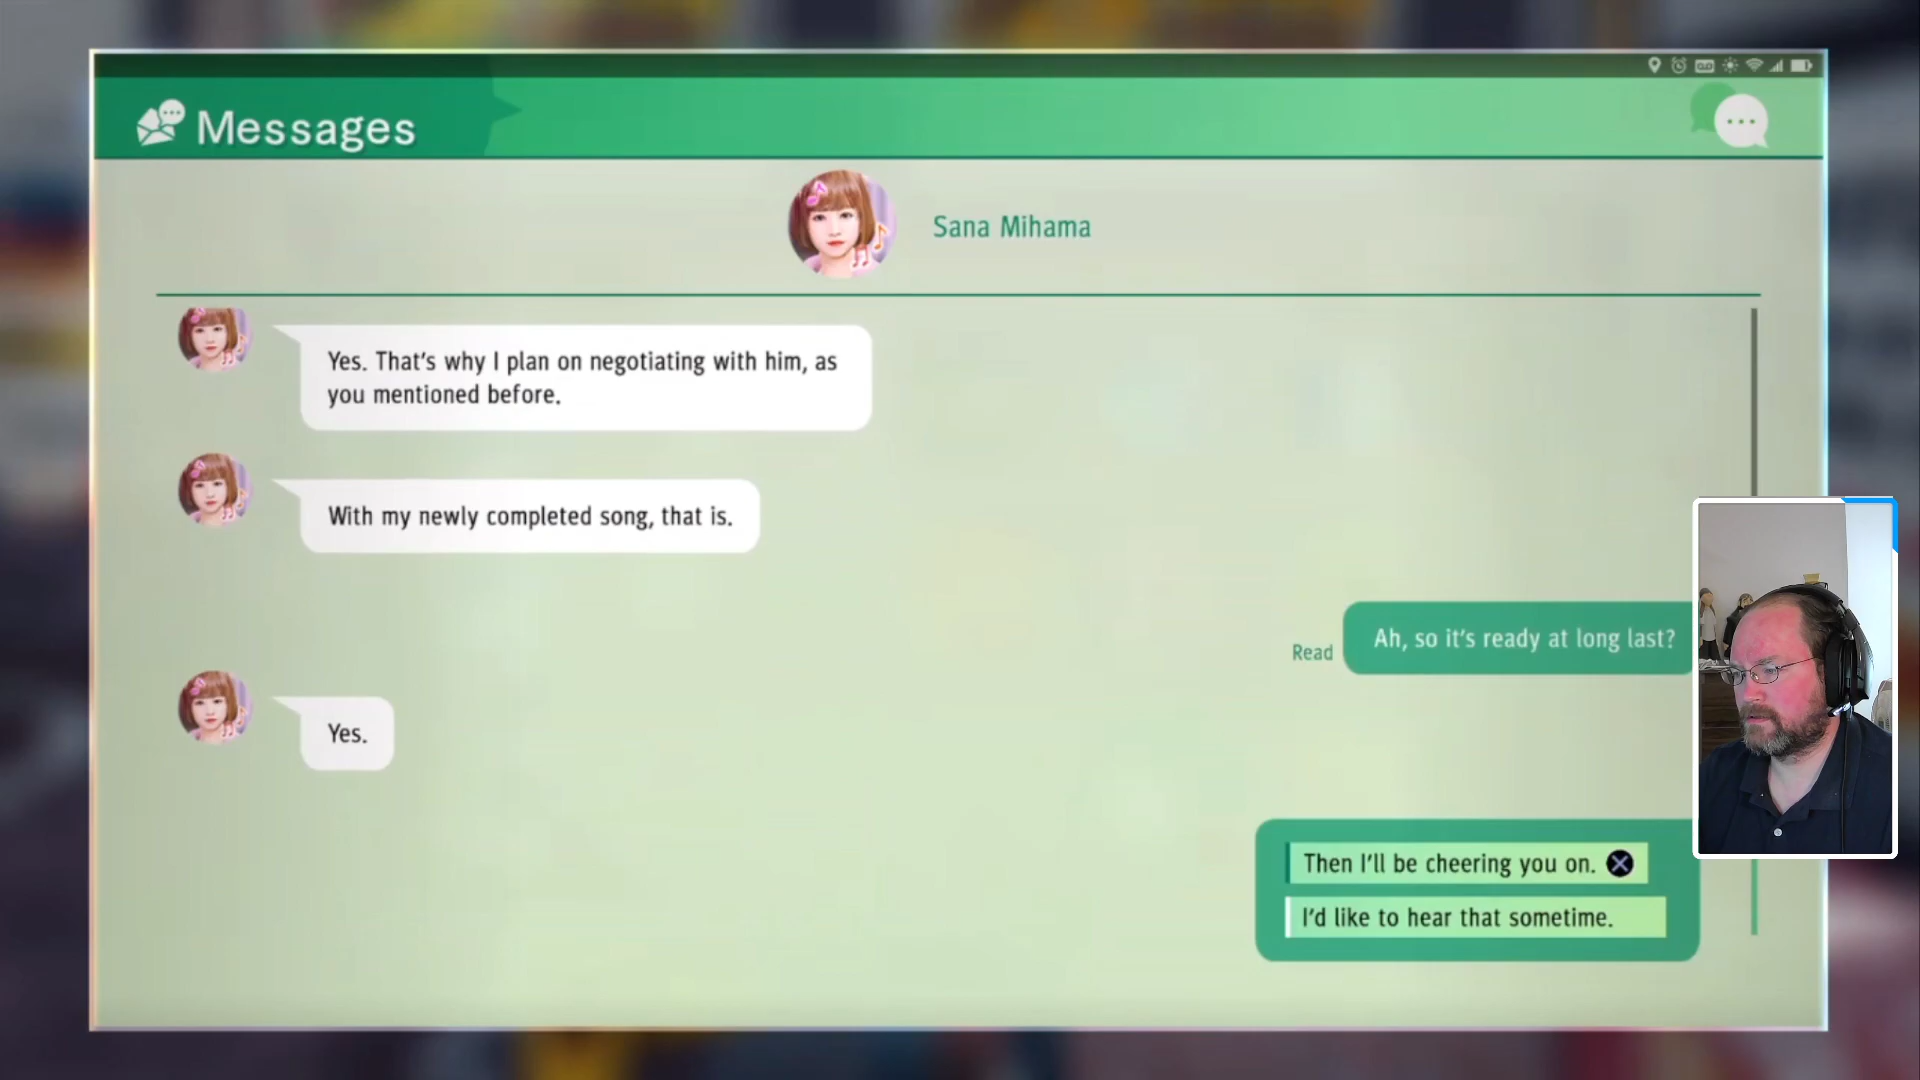 Messages
Sana Mihama
Yes. That's why I plan on negotiating with him, as
you mentioned before.
With my newly completed song, that is.
Read
Ah, so it's ready at long last?
Yes.
Then I'll be cheering you on.
I'd like to hear that sometime.